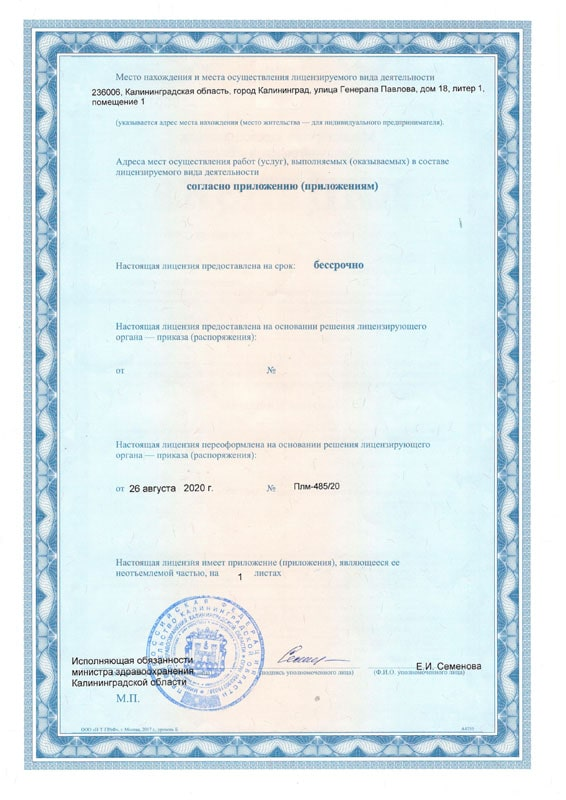 Место нахождения и места осуществления лицензируемого вида деятельности
236006, Калининградская область, город Калининград, улица Генерала Павлова, дом 18, литер 1,
помещение 1
(указывается адрес места нахождения (место жительства — для индивидуального предпринимателя).
Адреса мест осуществления работ (услуг), выполняемых (оказываемых) в составе
лицензируемого вида деятельности
согласно приложению (приложениям)
Настоящая лицензия предоставлена на срок: бессрочно
Настоящая лицензия предоставлена на основании решения лицензирующего
органа — приказа (распоряжения):
от №
Настоящая лицензия переоформлена на основании решения лицензирующего
органа — приказа (распоряжения):
от 26 августа 2020 г. № Плм-485/20
Настоящая лицензия имеет приложение (приложения), являющееся ее
неотъемлемой частью, на 1 листах
РОССИЙСКАЯ ФЕДЕРАЦИЯ
Исполняющая обязанности
министра здравоохранения
Калининградской области
(подпись уполномоченного лица)
Е.И. Семенова
(Ф.И.О. уполномоченного лица)
М.П.